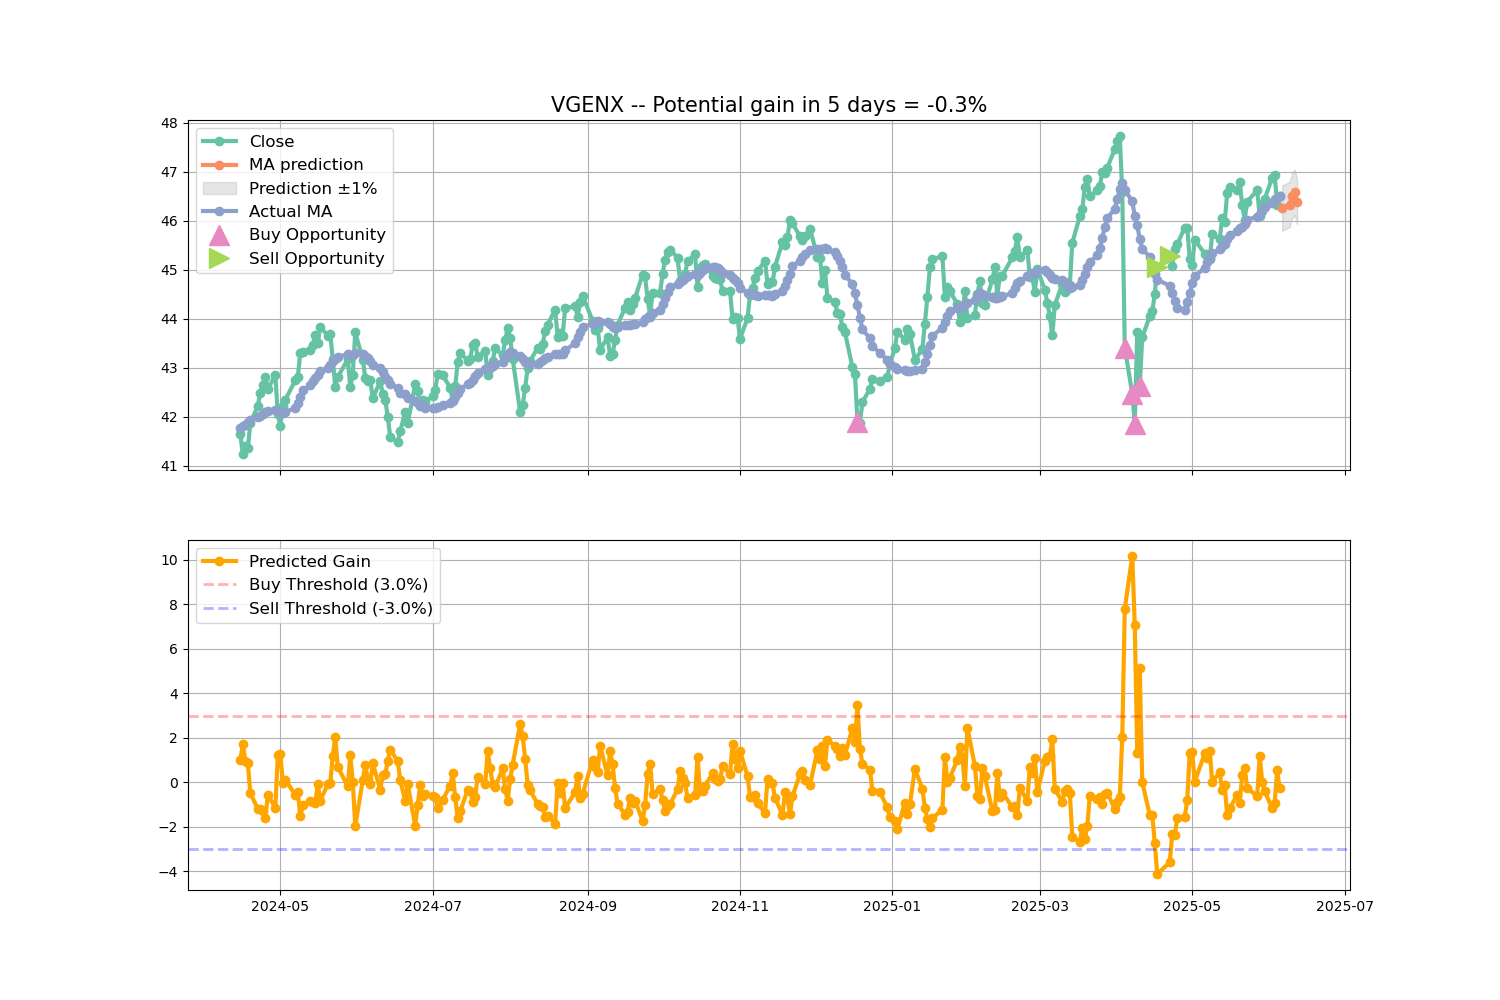 VGENX -- Potential gain in 5 days = -0.3%
48
47
46
45
44
43
42
41
Close
MA prediction
Prediction ±1%
Actual MA
Buy Opportunity
Sell Opportunity
10
8
6
4
2
0
−2
−4
Predicted Gain
Buy Threshold (3.0%)
Sell Threshold (-3.0%)
2024-05 2024-07 2024-09 2024-11 2025-01 2025-03 2025-05 2025-07